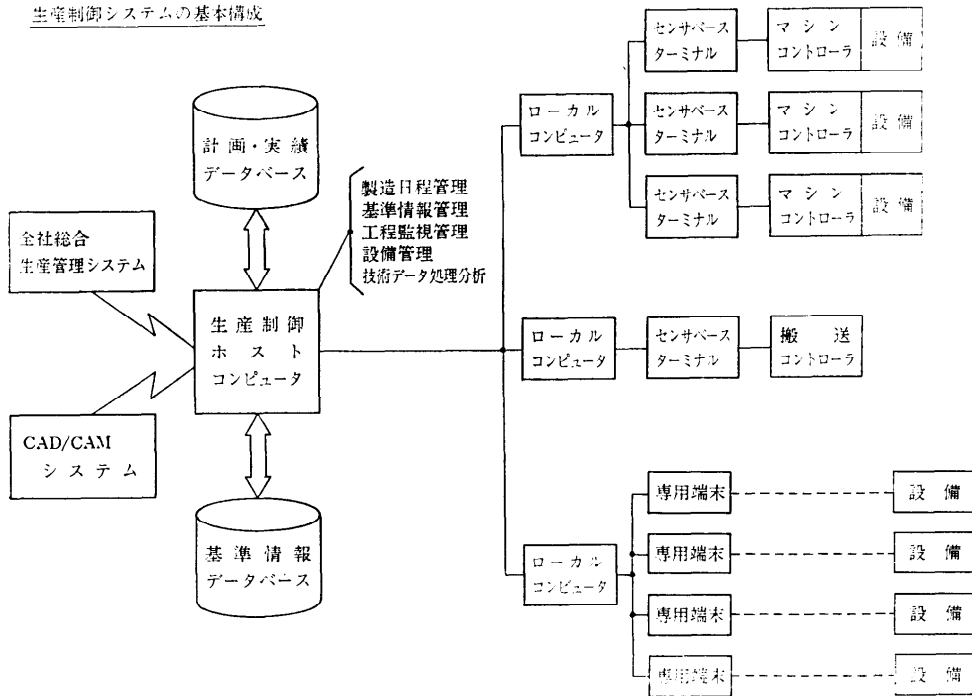 生産制御システムの基本構成
計画・実績
データベース
製造日程管理
基準情報管理
工程監視管理
設備管理
技術データ処理分析
全社総合
生産管理システム
生産制御
ホスト
コンピュータ
CAD/CAM
システム
基準情報
データベース
ローカル
コンピュータ
センサベース
ターミナル
マシン
コントローラ
設備
センサベース
ターミナル
マシン
コントローラ
設備
センサベース
ターミナル
マシン
コントローラ
設備
ローカル
コンピュータ
センサベース
ターミナル
搬送
コントローラ
ローカル
コンピュータ
専用端末
設備
専用端末
設備
専用端末
設備
専用端末
設備